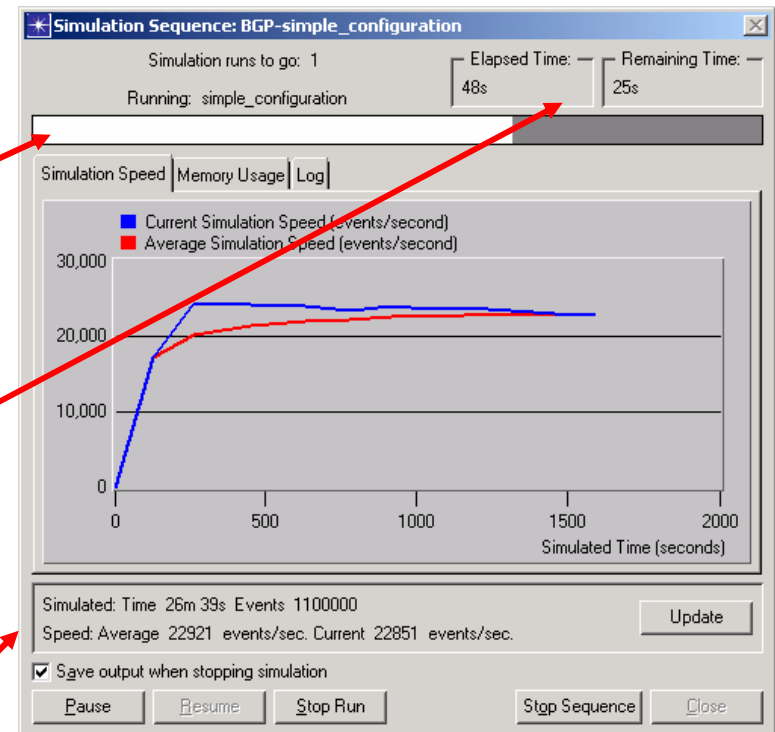 Simulation Sequence: BGP-simple_configuration
Simulation runs to go: 1
Running: simple_configuration
Elapsed Time:
48s
Remaining Time:
25s
Simulation Speed Memory Usage Log
Current Simulation Speed (events/second)
Average Simulation Speed (events/second)
30,000
20,000
10,000
0
0 500 1000 1500 2000
Simulated Time (seconds)
Simulated: Time 26m 39s Events 1100000
Speed: Average 22921 events/sec. Current 22851 events/sec.
Update
Save output when stopping simulation
Pause Resume Stop Run Stop Sequence Close